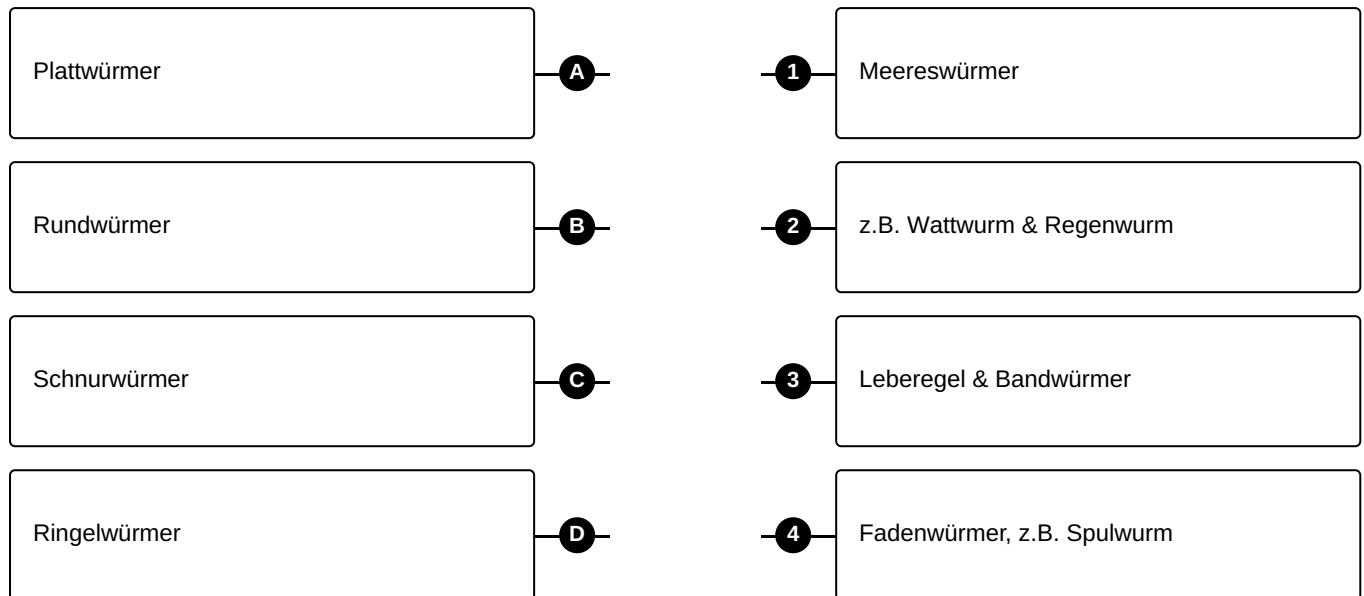 Plattwürmer
A
1
Meereswürmer
Rundwürmer
B
2
z.B. Wattwurm & Regenwurm
Schnurwürmer
C
3
Leberegel & Bandwürmer
Ringelwürmer
D
4
Fadenwürmer, z.B. Spulwurm